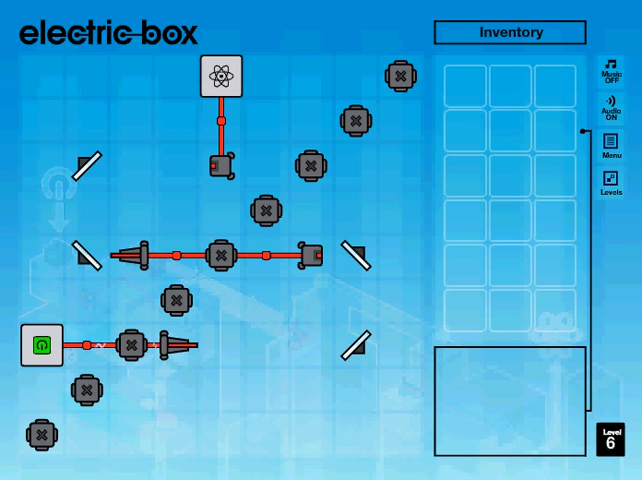 electric box
Inventory
Music
OFF
Audio
ON
Menu
Levels
Level
6